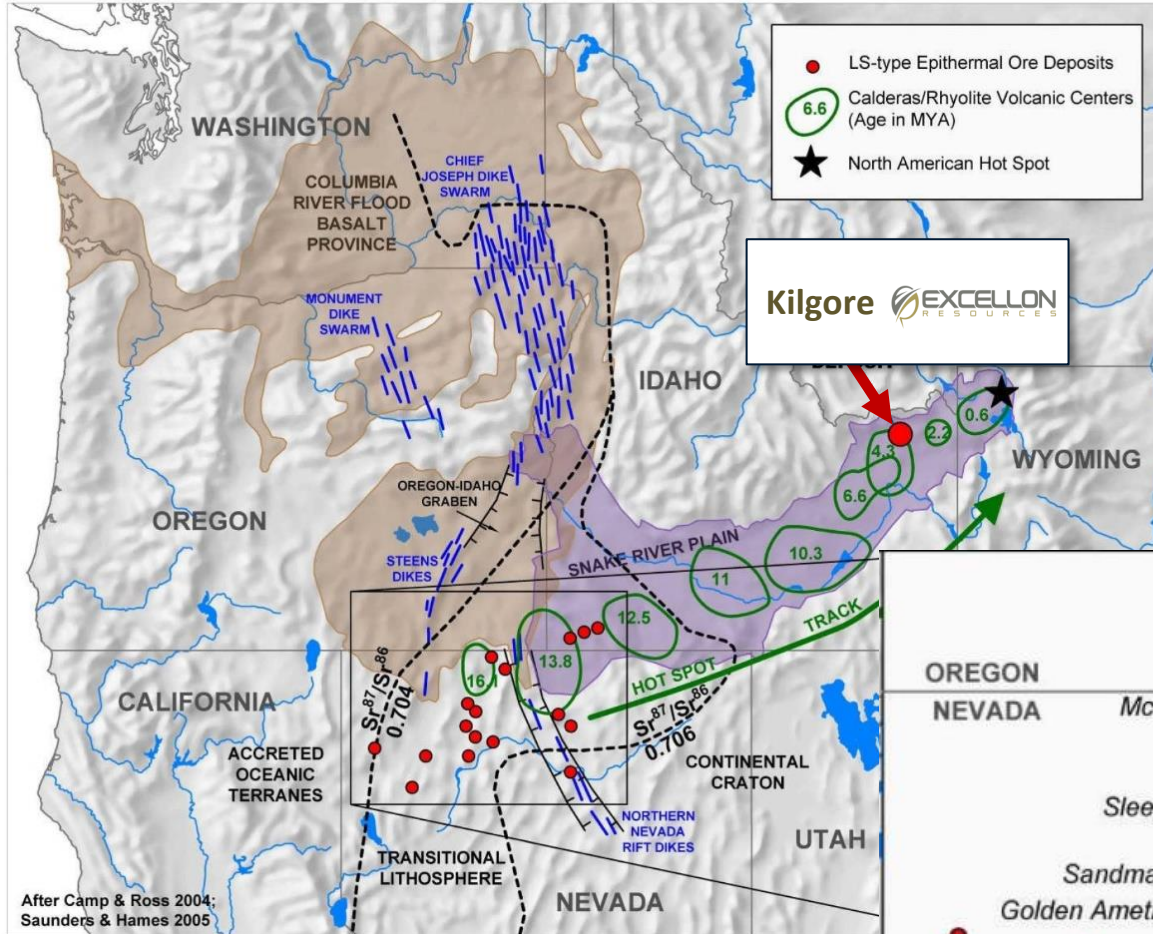 LS-type Epithermal Ore Deposits
6.6
Calderas/Rhyolite Volcanic Centers
(Age in MYA)
North American Hot Spot
WASHINGTON
CHIEF
JOSEPH DIKE
SWARM
COLUMBIA
RIVER FLOOD
BASALT
PROVINCE
MONUMENT
DIKE
SWARM
Kilgore
EXCELLON
RESOURCES
IDAHO
0.6
2.2
4.3
WYOMING
6.6
OREGON-IDAHO
GRABEN
OREGON
STEENS
DIKES
SNAKE RIVER PLAIN
10.3
11
12.5
13.8
16.1
HOT SPOT
TRACK
CALIFORNIA
Sr87/Sr86
0.704
Sr87/Sr86
0.706
ACCRETED
OCEANIC
TERRANES
CONTINENTAL
CRATON
NORTHERN
NEVADA
RIFT DIKES
UTAH
TRANSITIONAL
LITHOSPHERE
NEVADA
After Camp & Ross 2004;
Saunders & Hames 2005
OREGON
NEVADA
Mc
Slee
Sandma
Golden Ameth